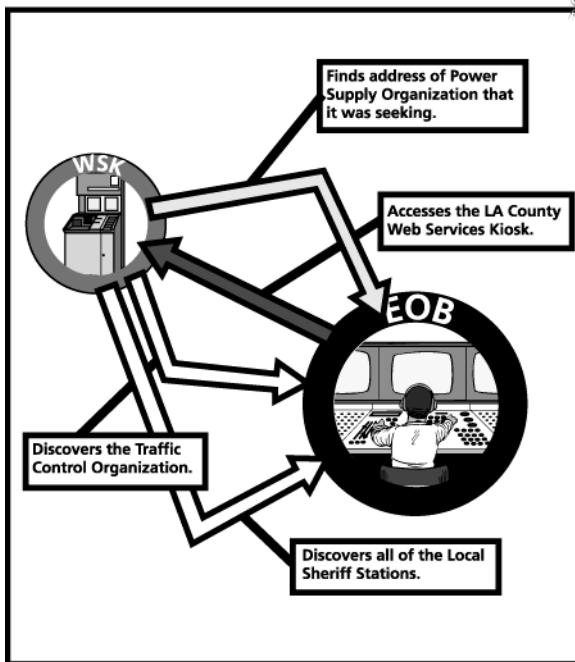 Finds address of Power
Supply Organization that
it was seeking.
WSK
Accesses the LA County
Web Services Kiosk.
EOB
Discovers the Traffic
Control Organization.
Discovers all of the Local
Sheriff Stations.